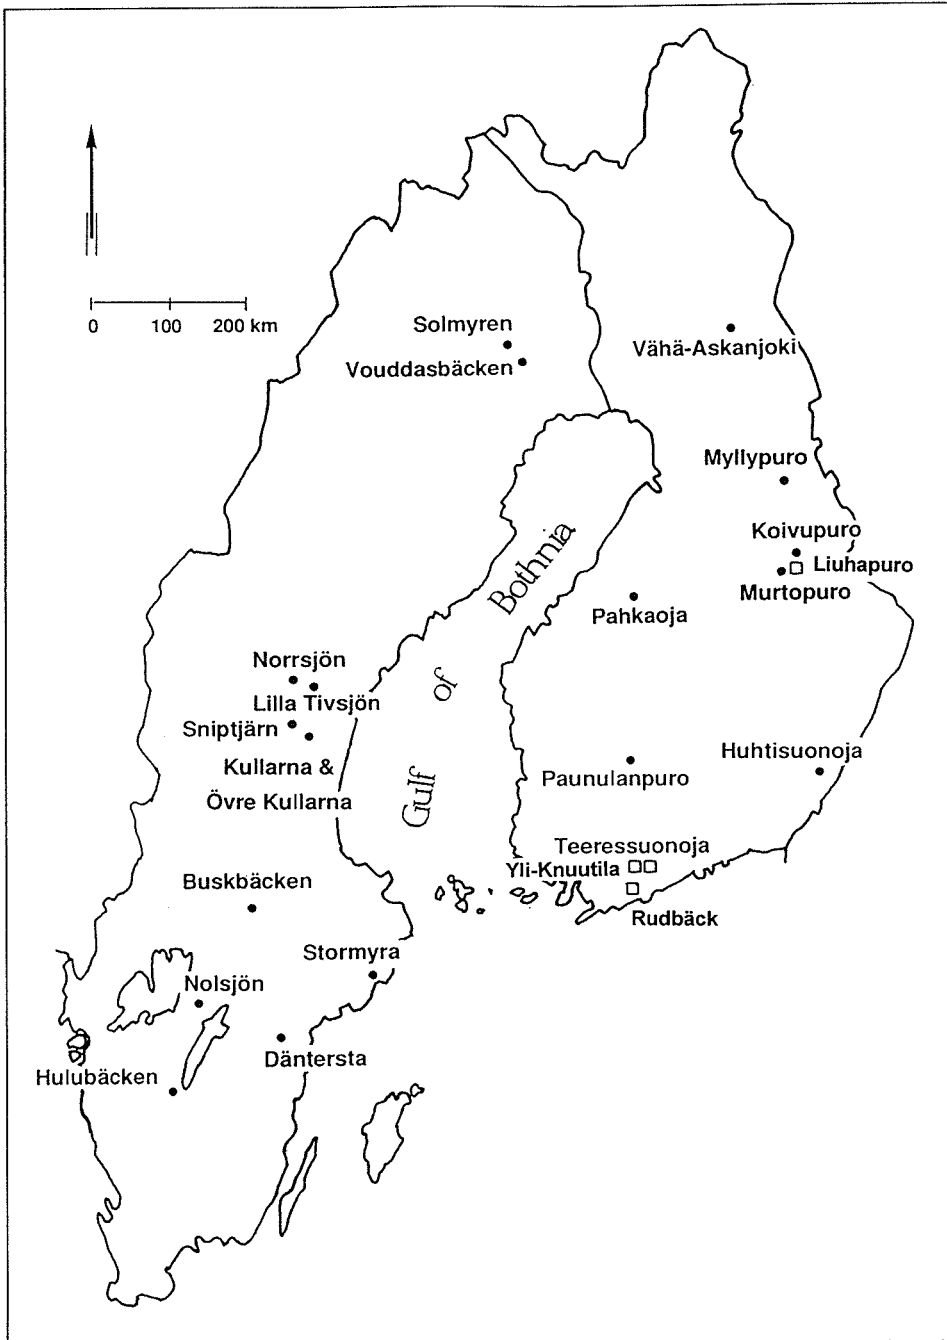 0 100 200 km
Solmyren
Vouddasbäcken
Vähä-Askanjoki
Myllypuro
Koivupuro
Liuhapuro
Murtopuro
Pahkaoja
Gulf of Bothnia
Norrsjön
Lilla Tivsjön
Sniptjärn
Kullarna &
Övre Kullarna
Huhtisuonoja
Paunulanpuro
Teeressuonoja
Yli-Knuutila
Rudbäck
Buskbäcken
Stormyra
Nolsjön
Däntersta
Hulubäcken